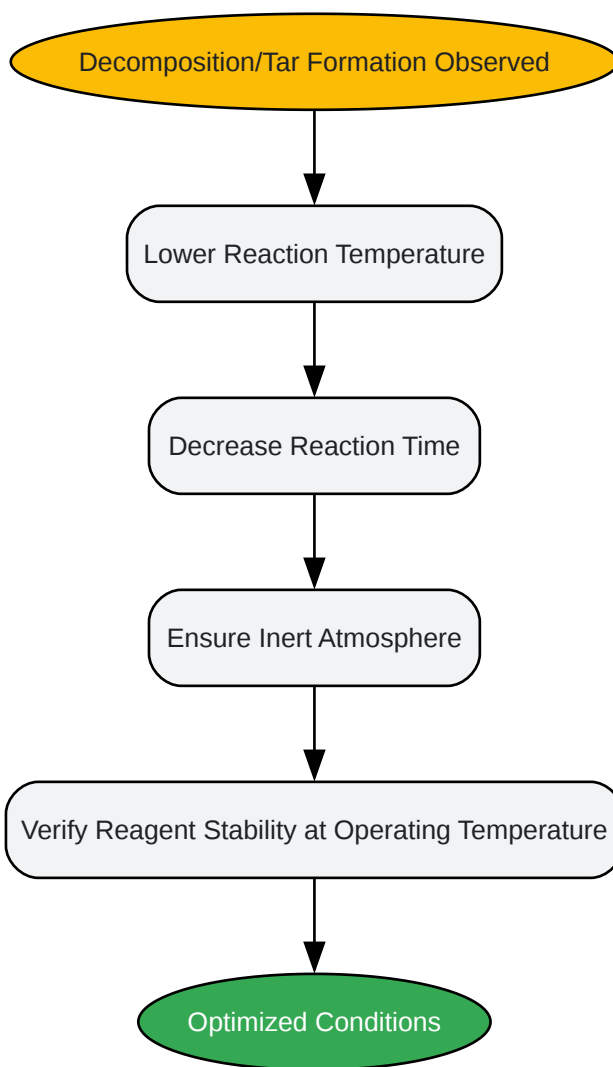 Decomposition/Tar Formation Observed
Lower Reaction Temperature
Decrease Reaction Time
Ensure Inert Atmosphere
Verify Reagent Stability at Operating Temperature
Optimized Conditions